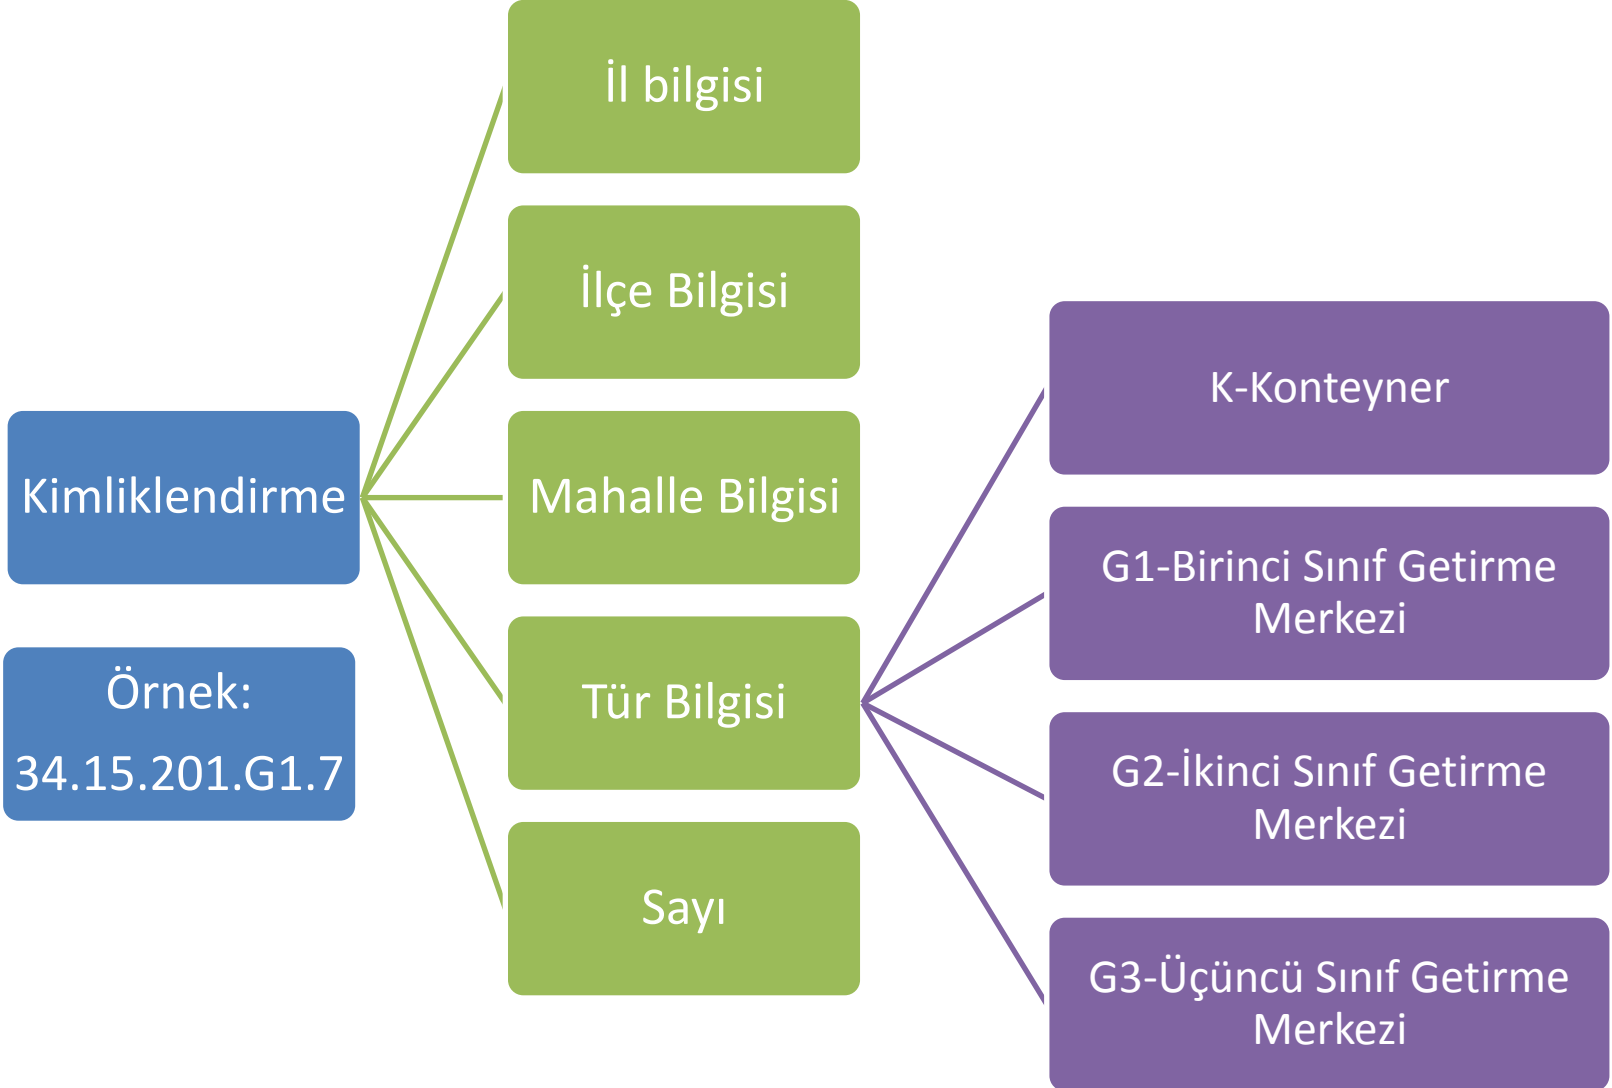 Kimliklendirme
Örnek:
34.15.201.G1.7
İl bilgisi
İlçe Bilgisi
Mahalle Bilgisi
Tür Bilgisi
Sayı
K-Konteyner
G1-Birinci Sınıf Getirme
Merkezi
G2-İkinci Sınıf Getirme
Merkezi
G3-Üçüncü Sınıf Getirme
Merkezi